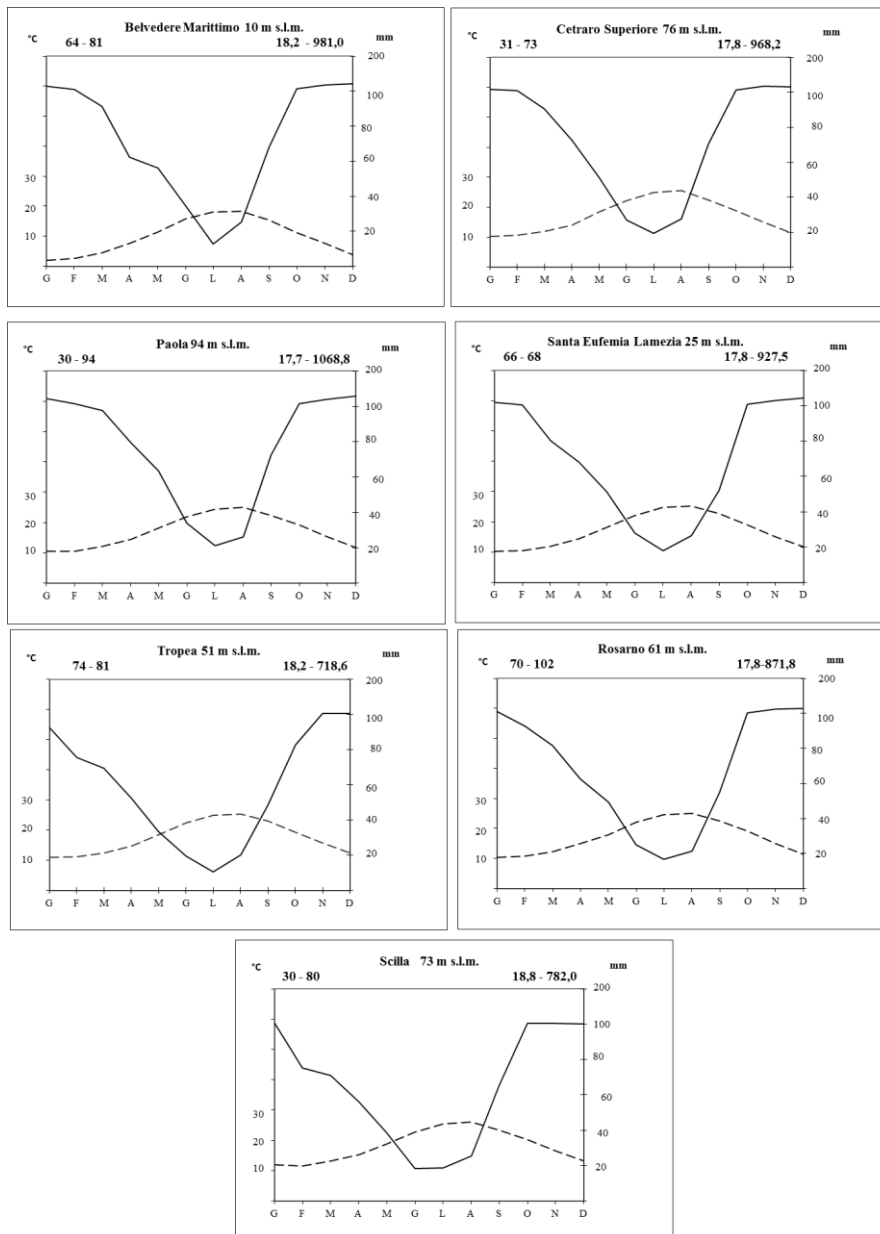 Belvedere Marittimo 10 m s.l.m.
°C
mm
64 - 81
18,2 - 981,0
200
100
80
60
40
20
30
20
10
G F M A M G L A S O N D
Cetraro Superiore 76 m s.l.m.
°C
mm
31 - 73
17,8 - 968,2
200
100
80
60
40
20
30
20
10
G F M A M G L A S O N D
Paola 94 m s.l.m.
°C
mm
30 - 94
17,7 - 1068,8
200
100
80
60
40
20
30
20
10
G F M A M G L A S O N D
Santa Eufemia Lamezia 25 m s.l.m.
°C
mm
66 - 68
17,8 - 927,5
200
100
80
60
40
20
30
20
10
G F M A M G L A S O N D
Tropea 51 m s.l.m.
°C
mm
74 - 81
18,2 - 718,6
200
100
80
60
40
20
30
20
10
G F M A M G L A S O N D
Rosarno 61 m s.l.m.
°C
mm
70 - 102
17,8-871,8
200
100
80
60
40
20
30
20
10
G F M A M G L A S O N D
Scilla 73 m s.l.m.
°C
mm
30 - 80
18,8 - 782,0
200
100
80
60
40
20
30
20
10
G F M A M G L A S O N D